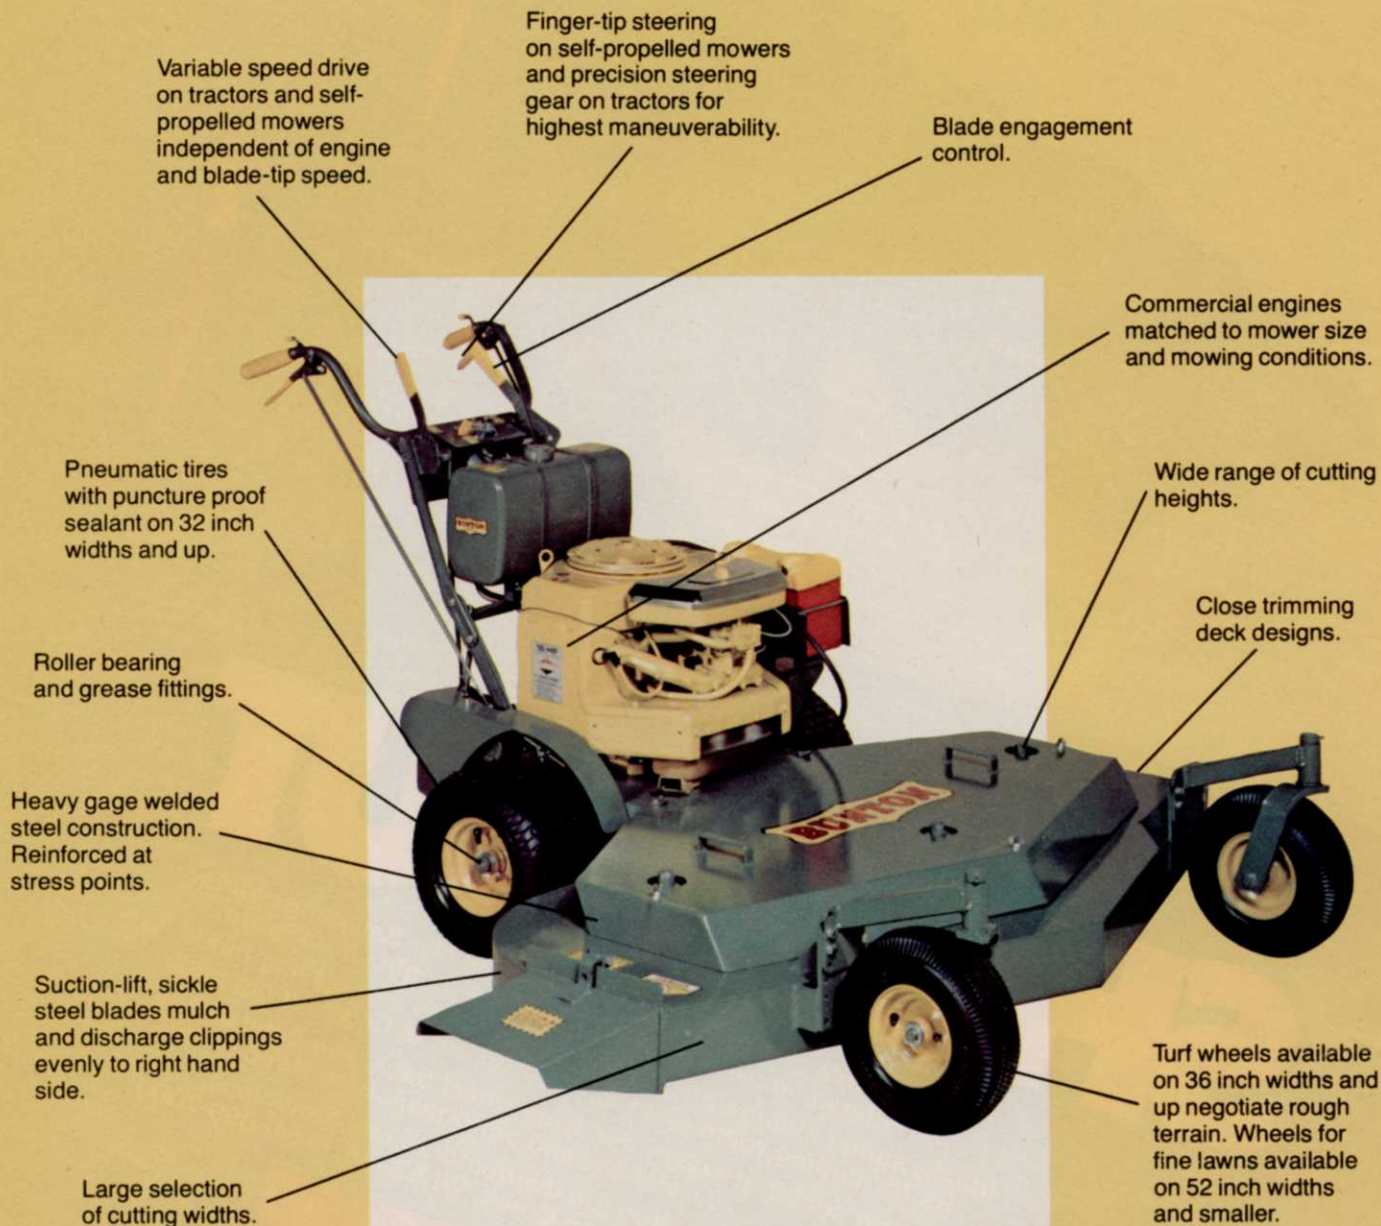 Finger-tip steering
on self-propelled mowers
and precision steering
gear on tractors for
highest maneuverability.
Variable speed drive
on tractors and self-
propelled mowers
independent of engine
and blade-tip speed.
Blade engagement
control.
Commercial engines
matched to mower size
and mowing conditions.
Pneumatic tires
with puncture proof
sealant on 32 inch
widths and up.
Wide range of cutting
heights.
Close trimming
deck designs.
Roller bearing
and grease fittings.
Heavy gage welded
steel construction.
Reinforced at
stress points.
Suction-lift, sickle
steel blades mulch
and discharge clippings
evenly to right hand
side.
Large selection
of cutting widths.
Turf wheels available
on 36 inch widths and
up negotiate rough
terrain. Wheels for
fine lawns available
on 52 inch widths
and smaller.
BUNTON
BUNTON